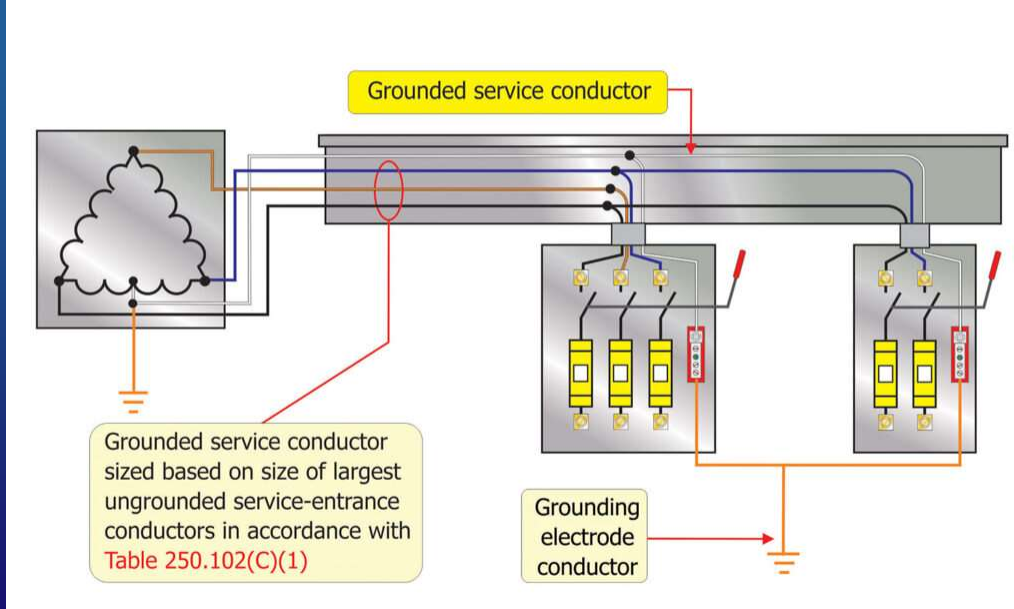 Grounded service conductor
Grounded service conductor
sized based on size of largest
ungrounded service-entrance
conductors in accordance with
Table 250.102(C)(1)
Grounding
electrode
conductor